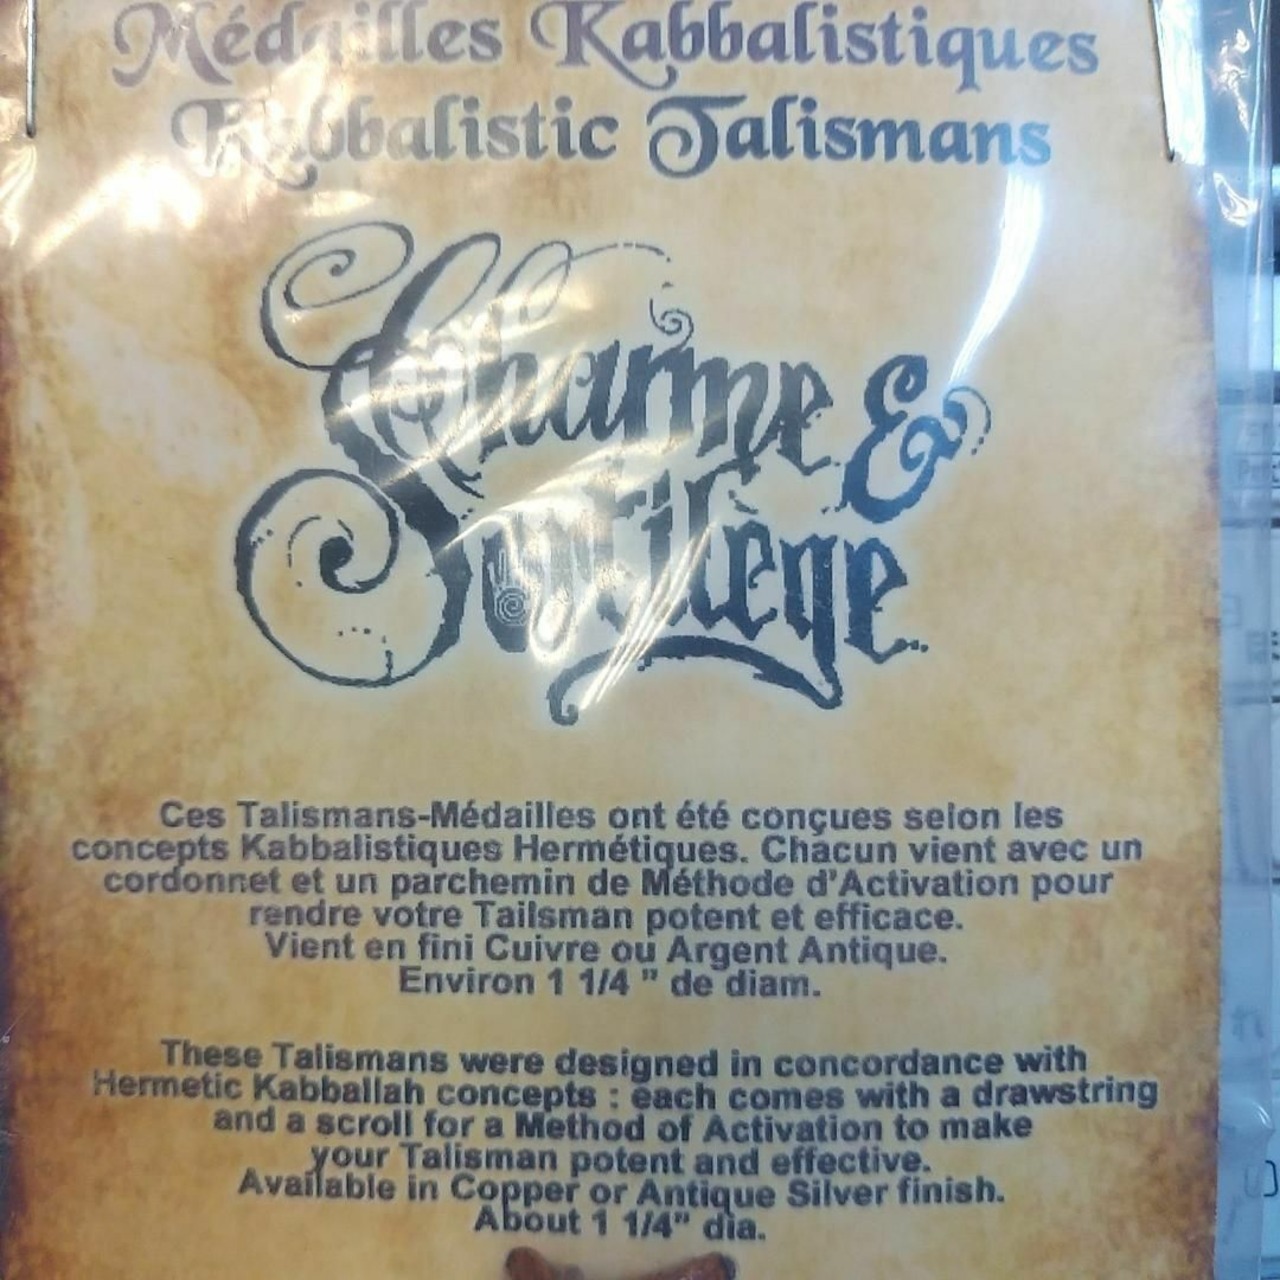 Médailles Kabbalistiques
Kabbalistic Talismans
Charme &
Sortilège
Ces Talismans-Médailles ont été conçues selon les
concepts Kabbalistiques Hermétiques. Chacun vient avec un
cordonnet et un parchemin de Méthode d'Activation pour
rendre votre Tailsman potent et efficace.
Vient en fini Cuivre ou Argent Antique.
Environ 1 1/4 " de diam.
These Talismans were designed in concordance with
Hermetic Kabballah concepts : each comes with a drawstring
and a scroll for a Method of Activation to make
your Talisman potent and effective.
Available in Copper or Antique Silver finish.
About 1 1/4" dia.